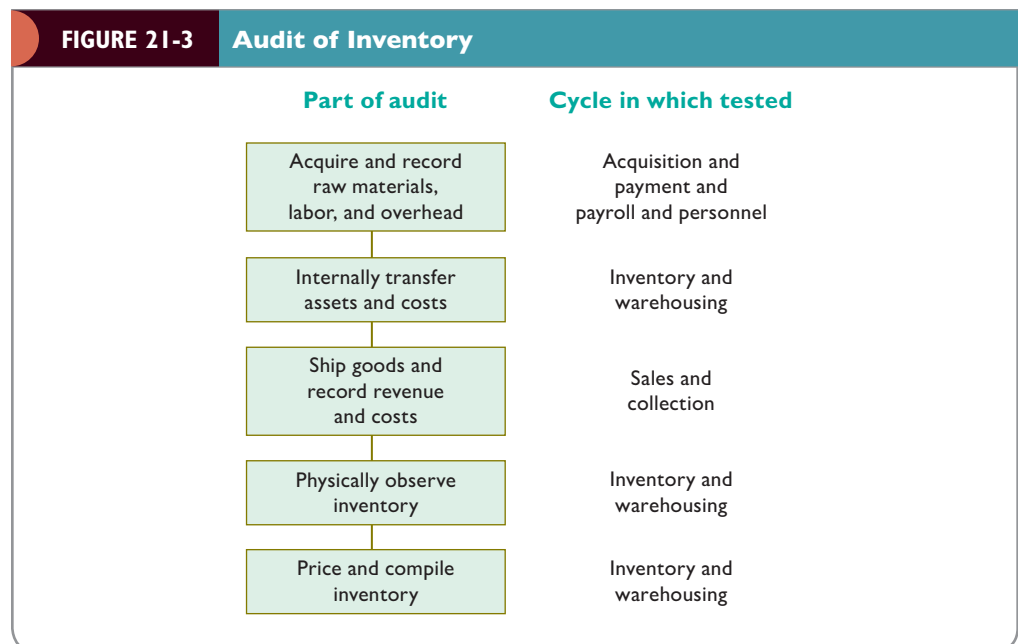 FIGURE 21-3 Audit of Inventory
Part of audit
Cycle in which tested
Acquire and record
raw materials,
labor, and overhead
Acquisition and
payment and
payroll and personnel
Internally transfer
assets and costs
Inventory and
warehousing
Ship goods and
record revenue
and costs
Sales and
collection
Physically observe
inventory
Inventory and
warehousing
Price and compile
inventory
Inventory and
warehousing